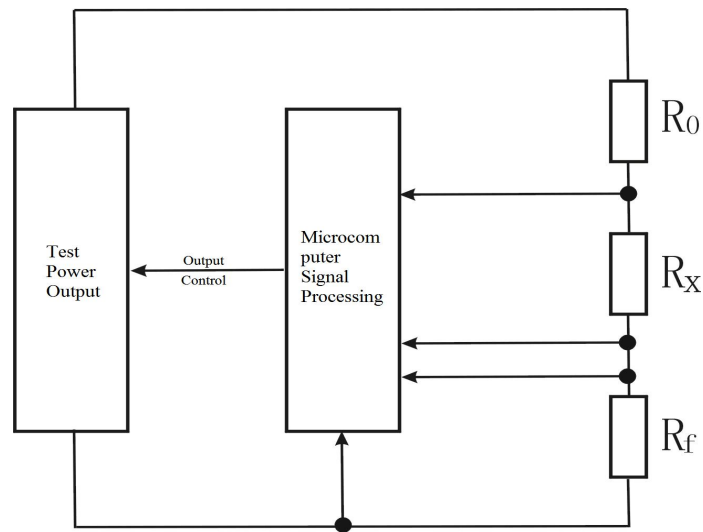 R0
Test
Power
Output
Output
Control
Microcom
puter
Signal
Processing
RX
Rf